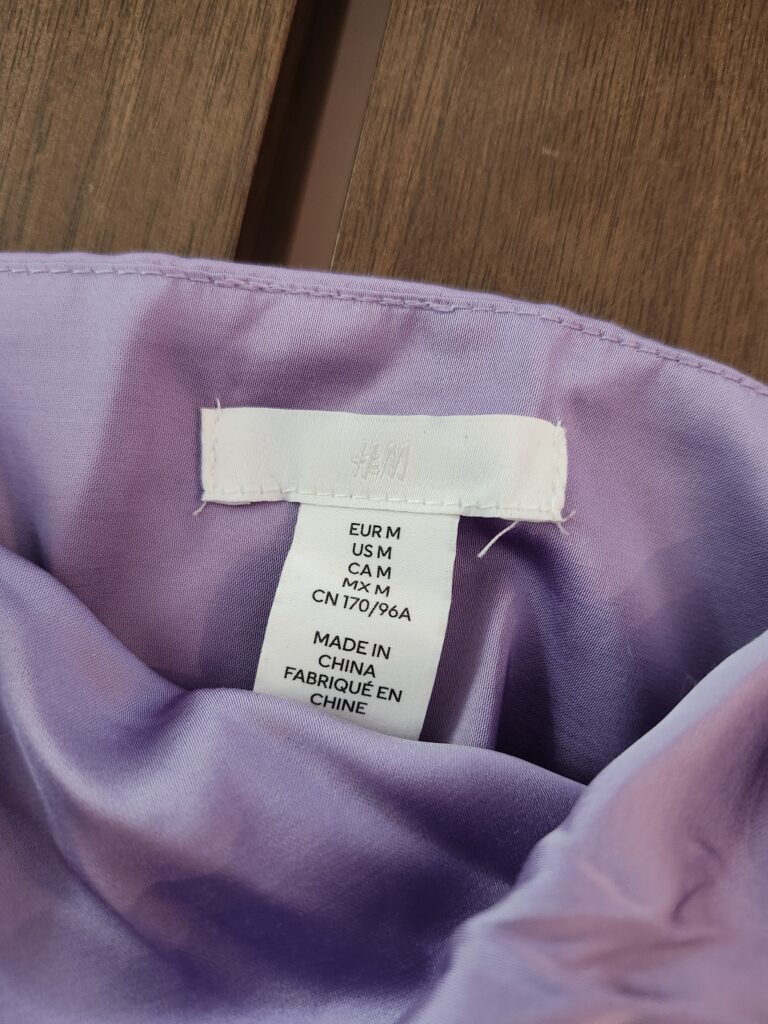 H&M
EUR M
US M
CA M
MX M
CN 170/96A
MADE IN
CHINA
FABRIQUÉ EN
CHINE